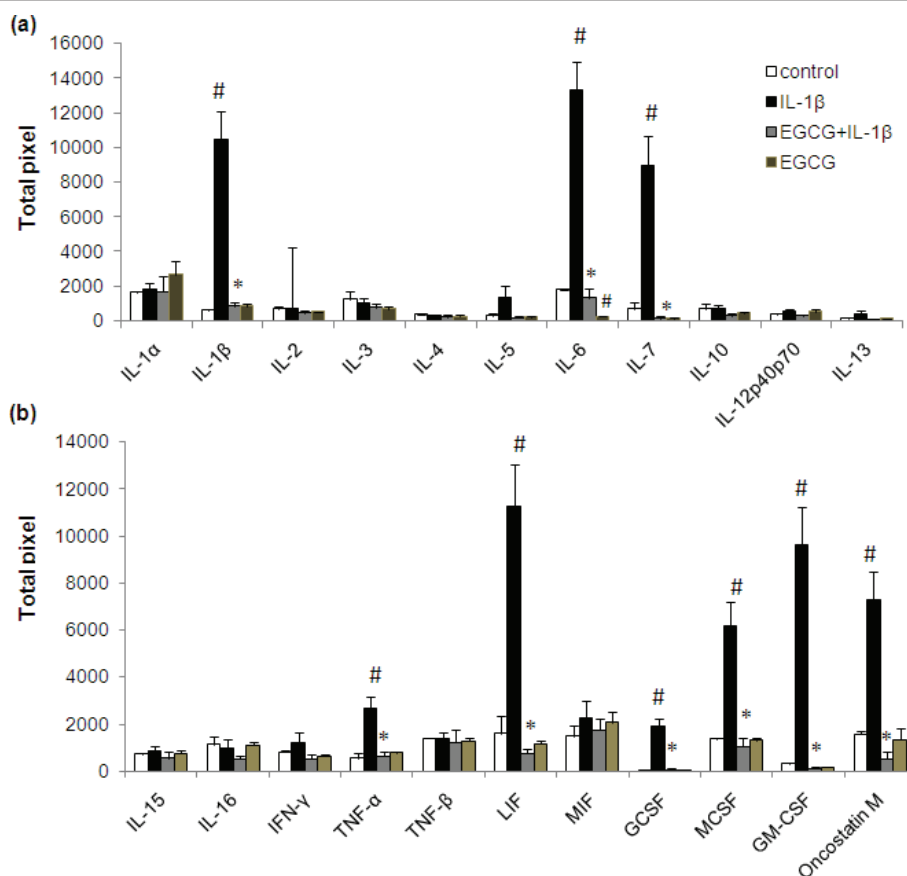 (a)
16000
14000
12000
10000
8000
6000
4000
2000
0
Total pixel
# # #
* * # *
control
IL-1β
EGCG+IL-1β
EGCG
IL-1α
IL-1β
IL-2
IL-3
IL-4
IL-5
IL-6
IL-7
IL-10
IL-12p40p70
IL-13
(b)
14000
12000
10000
8000
6000
4000
2000
0
Total pixel
# # # # # #
* * * * * *
IL-15
IL-16
IFN-γ
TNF-α
TNF-β
LIF
MIF
GCSF
MCSF
GM-CSF
Oncostatin M